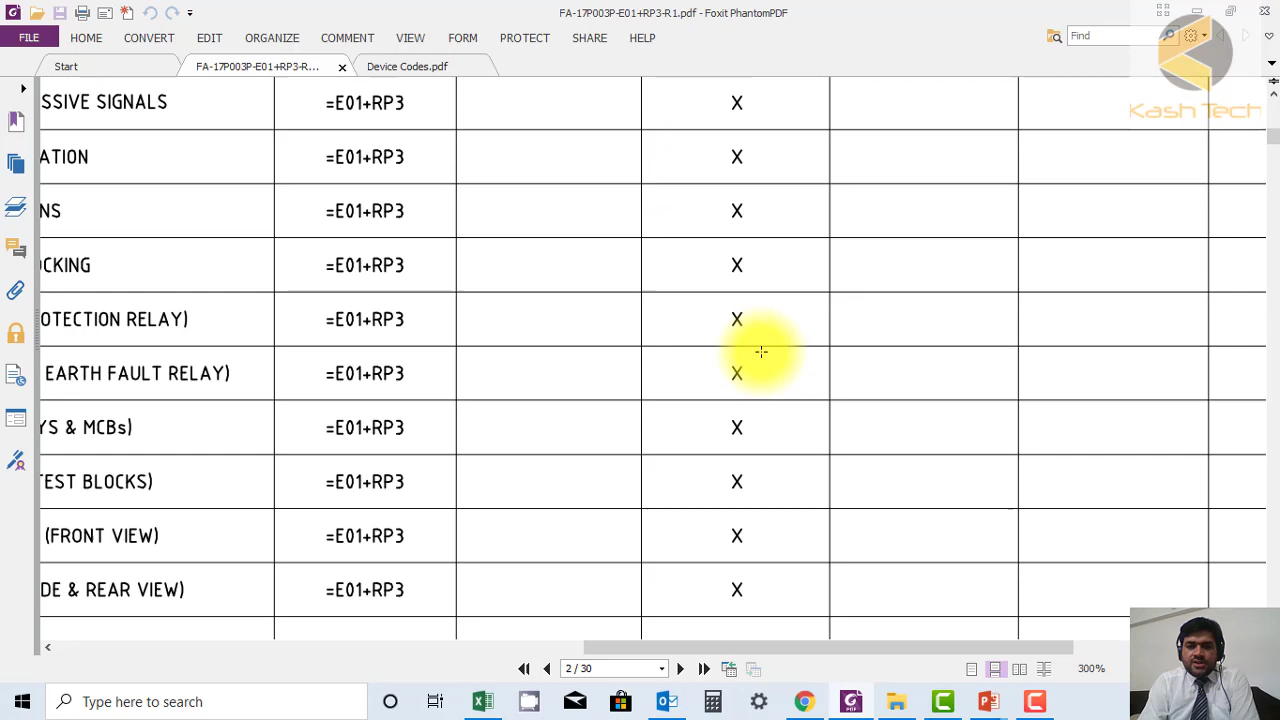 FA-17P003P-E01+RP3-R1.pdf - Foxit PhantomPDF
FILE HOME CONVERT EDIT ORGANIZE COMMENT VIEW FORM PROTECT SHARE HELP
Find
Start
FA-17P003P-E01+RP3-R...
Device Codes.pdf
Kash Tech
SSIVE SIGNALS =E01+RP3 X
ATION =E01+RP3 X
NS =E01+RP3 X
OCKING =E01+RP3 X
OTECTION RELAY) =E01+RP3 X
EARTH FAULT RELAY) =E01+RP3 X
YS & MCBs) =E01+RP3 X
TEST BLOCKS) =E01+RP3 X
(FRONT VIEW) =E01+RP3 X
DE & REAR VIEW) =E01+RP3 X
2 / 30
300%
Type here to search